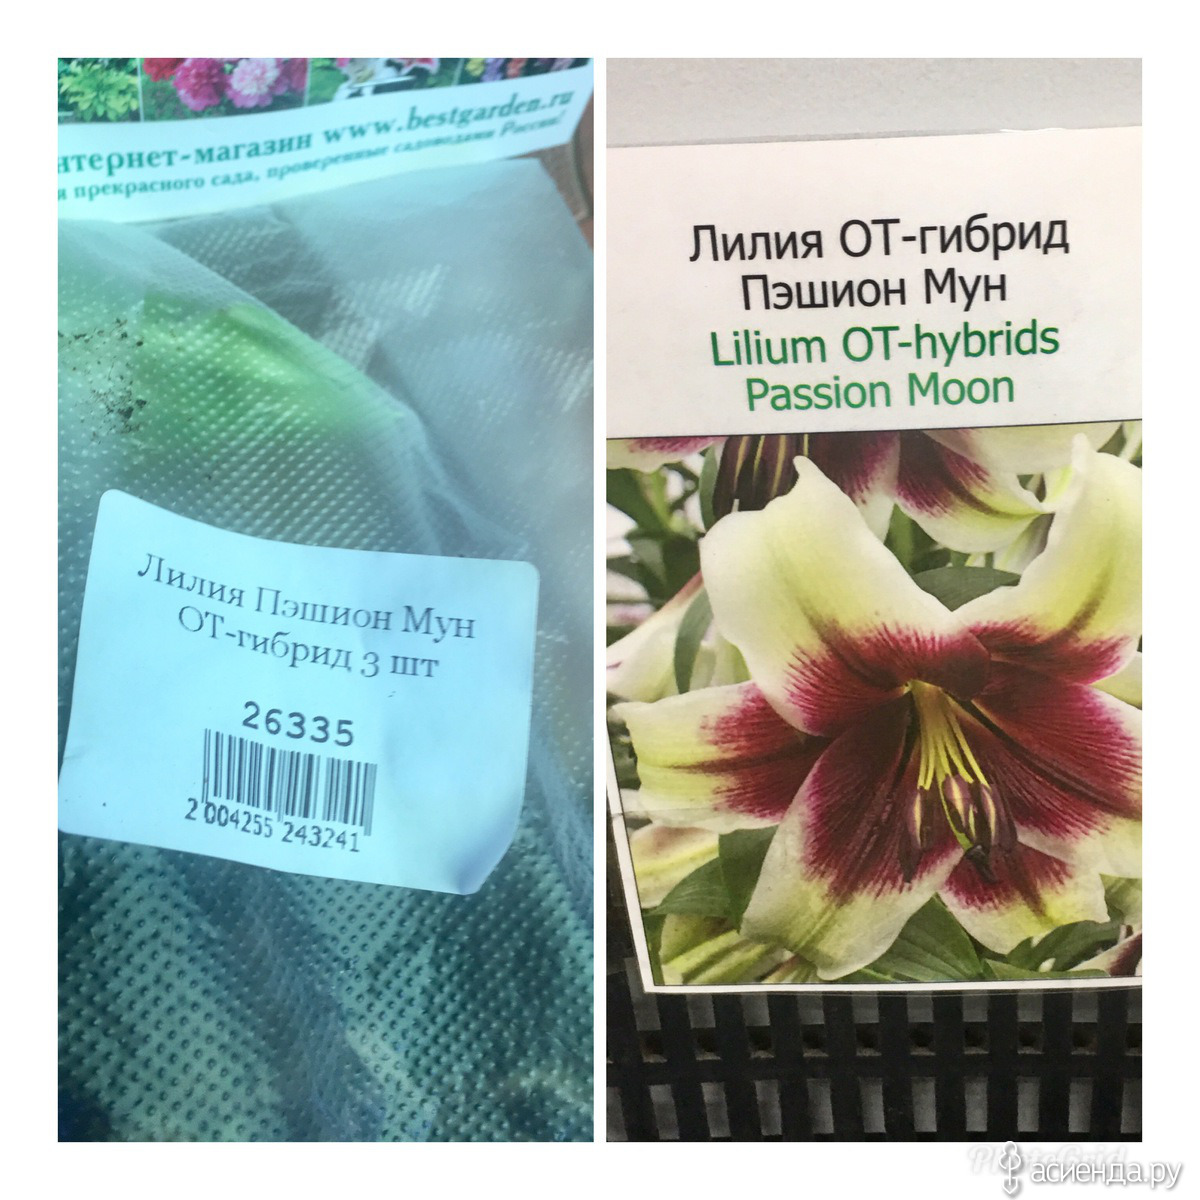 нтернет-магазин www.bestgarden.ru
я прекрасного сада, проверенные садоводами России!
Лилия Пэшион Мун
ОТ-гибрид 3 шт
26335
2 004255 243241
Лилия ОТ-гибрид
Пэшион Мун
Lilium OT-hybrids
Passion Moon
PhotoGrid
асиенда.ру